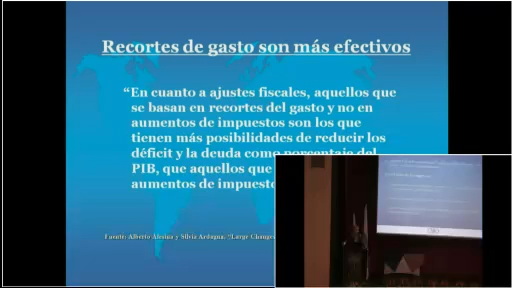 Recortes de gasto son más efectivos
“En cuanto a ajustes fiscales, aquellos que
se basan en recortes del gasto y no en
aumentos de impuestos son los que
tienen más posibilidades de reducir los
déficit y la deuda como porcentaje del
PIB, que aquellos que
aumentos de impuesto
Fuente: Alberto Alesina y Silvia Ardagna, “Large Changes